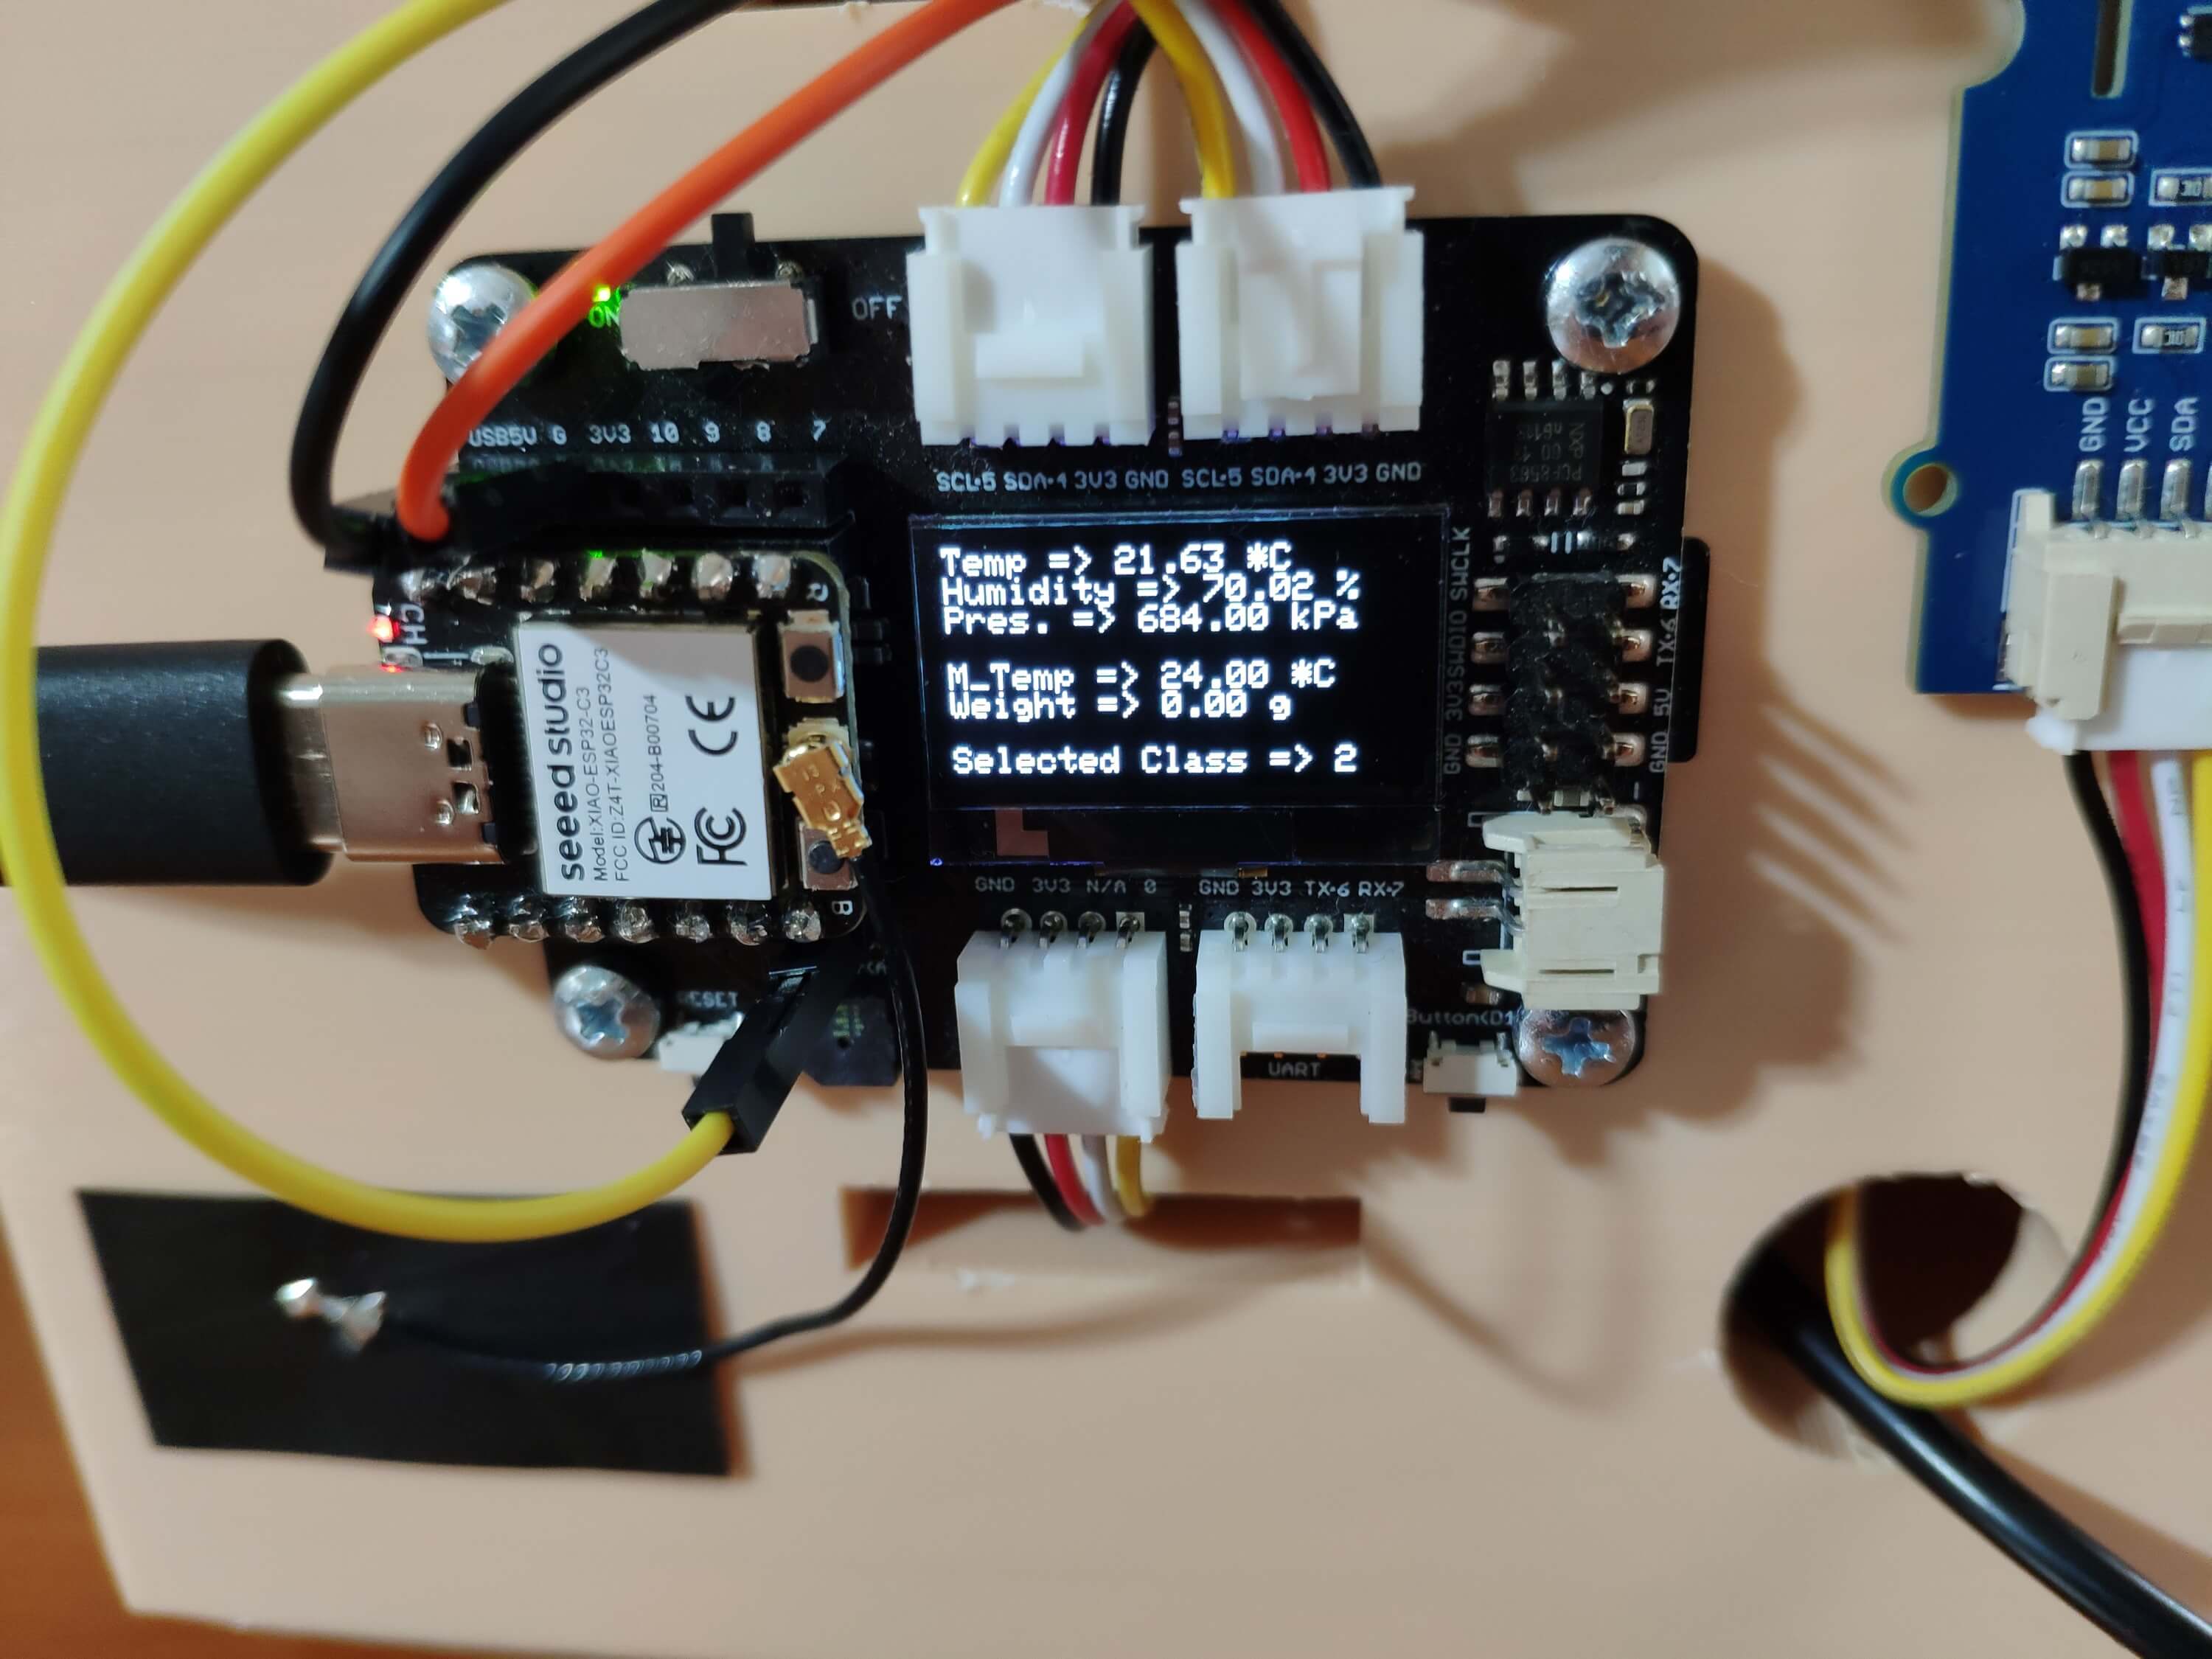 ON
OFF
USB5V G 3V3 10 9 8 7
SCL·5 SDA·4 3V3 GND SCL·5 SDA·4 3V3 GND
Temp => 21.63 *C
Humidity => 70.02 %
Pres. => 684.00 kPa
M_Temp => 24.00 *C
Weight => 0.00 g
Selected Class => 2
seeed studio
Model:XIAO-ESP32-C3
FCC ID:Z4T-XIAOESP32C3
R 204-B00704
FC CE
B
GND 3V3 SWDIO SWCLK
GND 5V TX·6 RX·7
GND 3V3 N/A 0
GND 3V3 TX·6 RX·7
RESET
UART
Button(D1)
GND
VCC
SDA